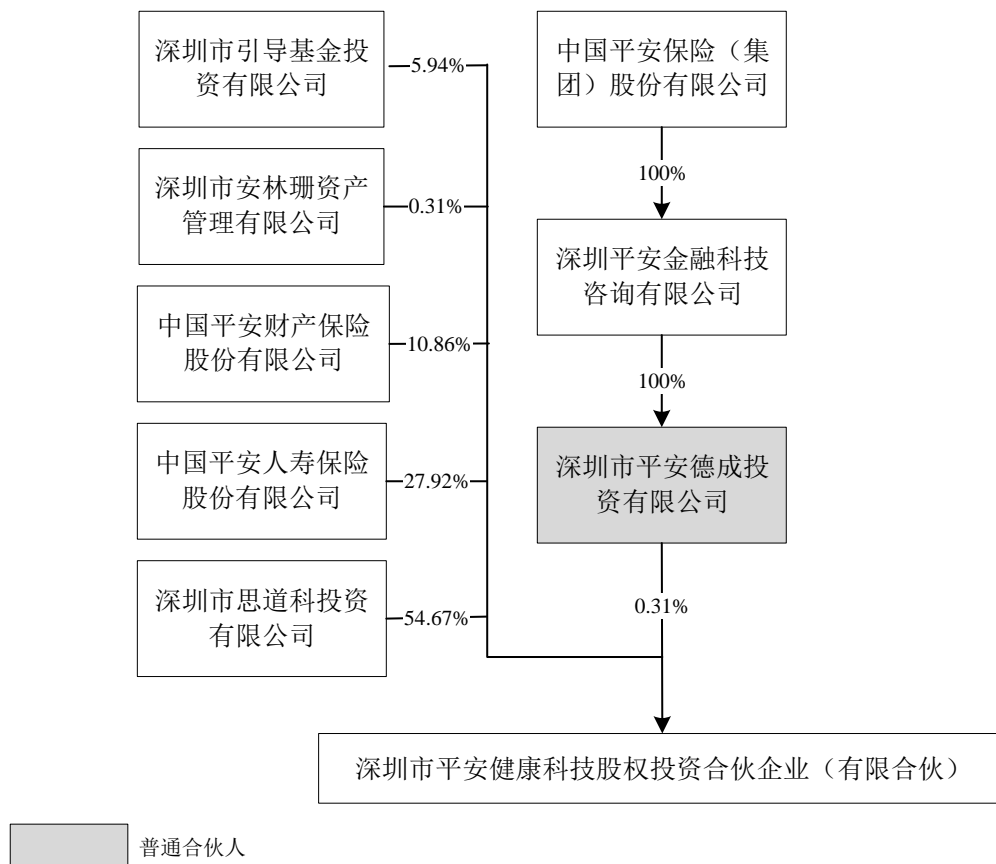 深圳市引导基金投
资有限公司
5.94%
深圳市安林珊资产
管理有限公司
0.31%
中国平安财产保险
股份有限公司
10.86%
中国平安人寿保险
股份有限公司
27.92%
深圳市思道科投资
有限公司
54.67%
中国平安保险（集
团）股份有限公司
100%
深圳平安金融科技
咨询有限公司
100%
深圳市平安德成投
资有限公司
0.31%
深圳市平安健康科技股权投资合伙企业（有限合伙）
普通合伙人